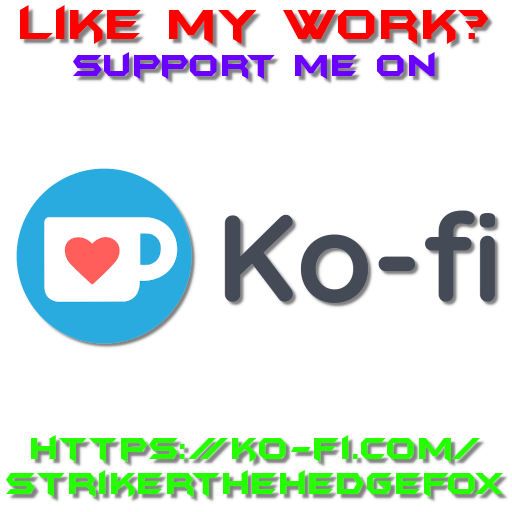 LIKE MY WORK?
SUPPORT ME ON
Ko-fi
HTTPS://KO-FI.COM/
STRIKERTHEHEDGEFOX